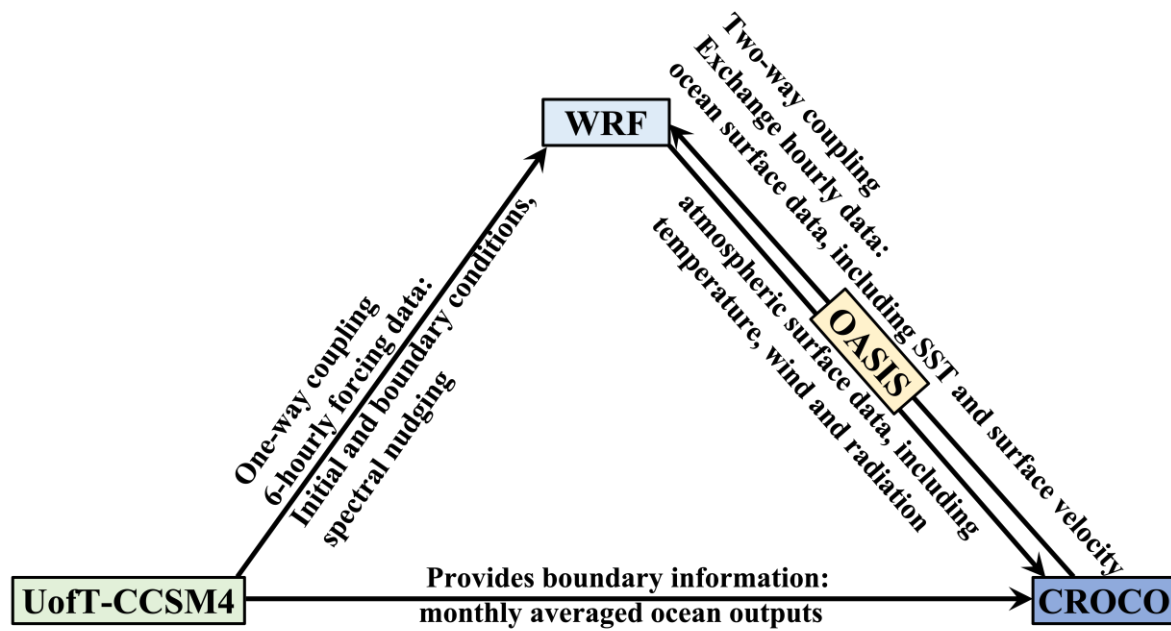 WRF
Two-way coupling
Exchange hourly data:
ocean surface data, including SST and surface velocity
OASIS
atmospheric surface data, including
temperature, wind and radiation
One-way coupling
6-hourly forcing data:
Initial and boundary conditions,
spectral nudging
UofT-CCSM4
Provides boundary information:
monthly averaged ocean outputs
CROCO